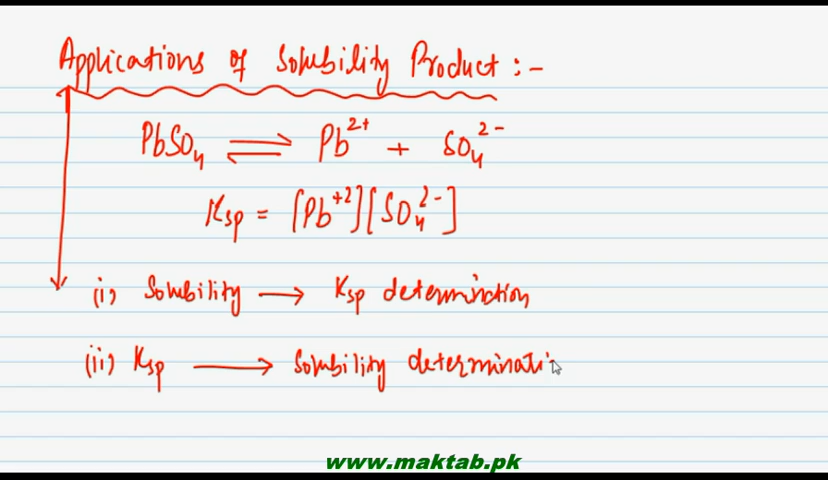 Applications of Solubility Product :-
PbSO₄ ⇌ Pb²⁺ + SO₄²⁻
Ksp = [Pb⁺²][SO₄²⁻]
(i) Solubility → Ksp determination
(ii) Ksp → Solubility determinati
www.maktab.pk